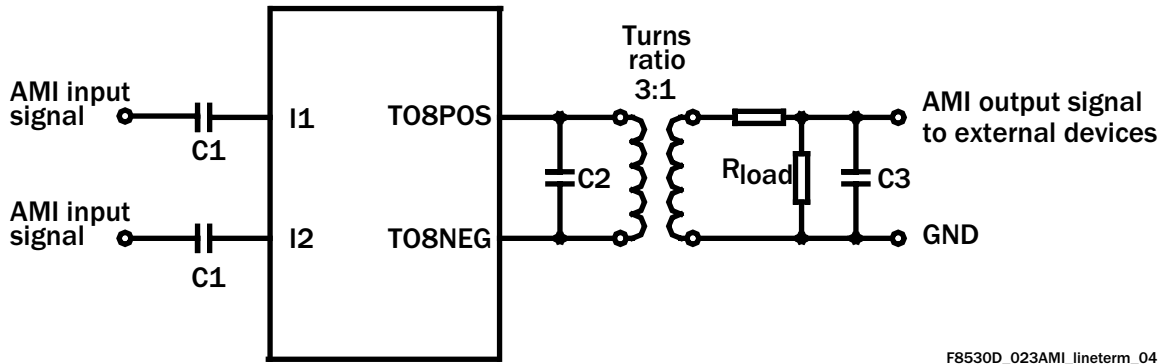 Turns
ratio
3:1
AMI input
signal
C1
I1
TO8POS
C2
Rload
C3
AMI output signal
to external devices
AMI input
signal
C1
I2
TO8NEG
GND
F8530D_023AMI_lineterm_04